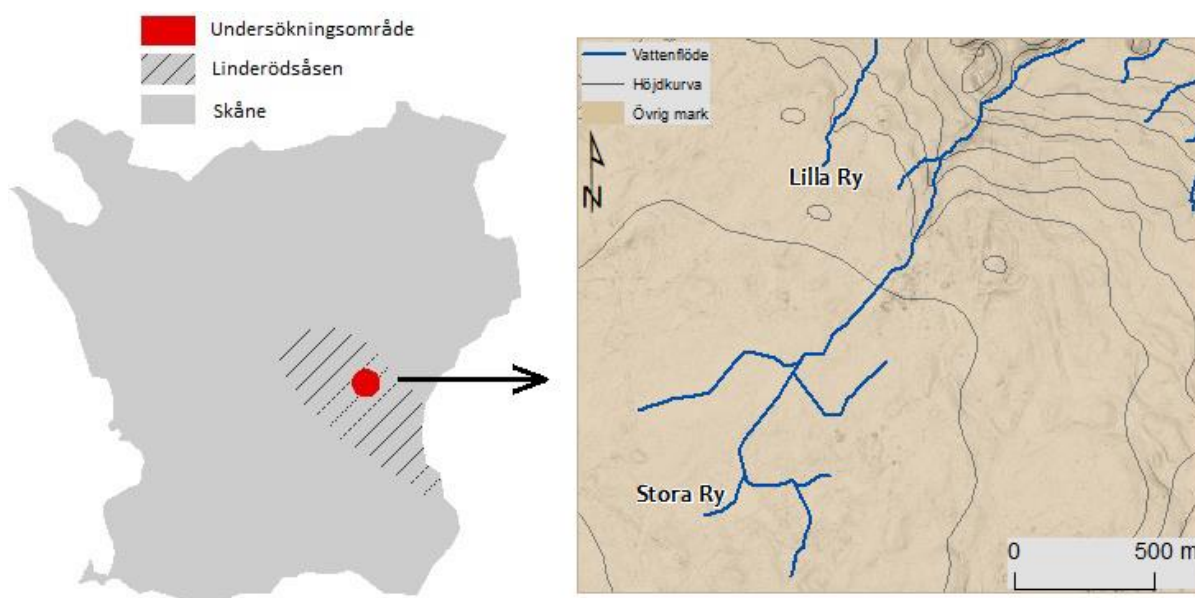 Undersökningsområde
Linderödsåsen
Skåne
Vattenflöde
Höjdkurva
Övrig mark
N
Lilla Ry
Stora Ry
0 500 m